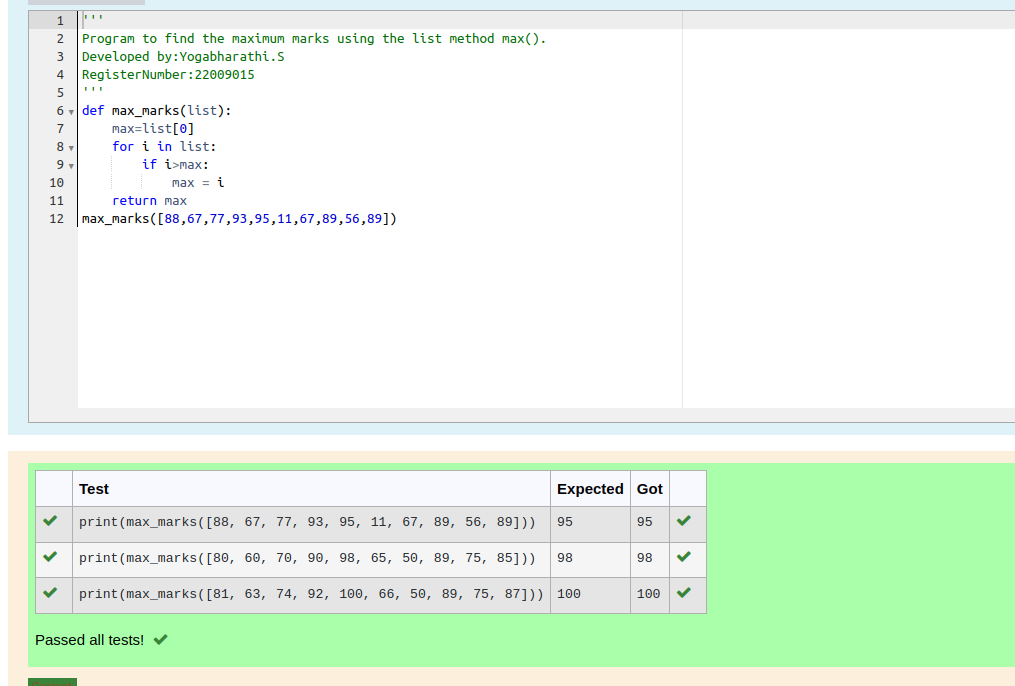 1 '''
2 Program to find the maximum marks using the list method max().
3 Developed by:Yogabharathi.S
4 RegisterNumber:22009015
5 '''
6 def max_marks(list):
7     max=list[0]
8     for i in list:
9         if i>max:
10             max = i
11     return max
12 max_marks([88,67,77,93,95,11,67,89,56,89])
Test Expected Got
print(max_marks([88, 67, 77, 93, 95, 11, 67, 89, 56, 89])) 95 95
print(max_marks([80, 60, 70, 90, 98, 65, 50, 89, 75, 85])) 98 98
print(max_marks([81, 63, 74, 92, 100, 66, 50, 89, 75, 87])) 100 100
Passed all tests!